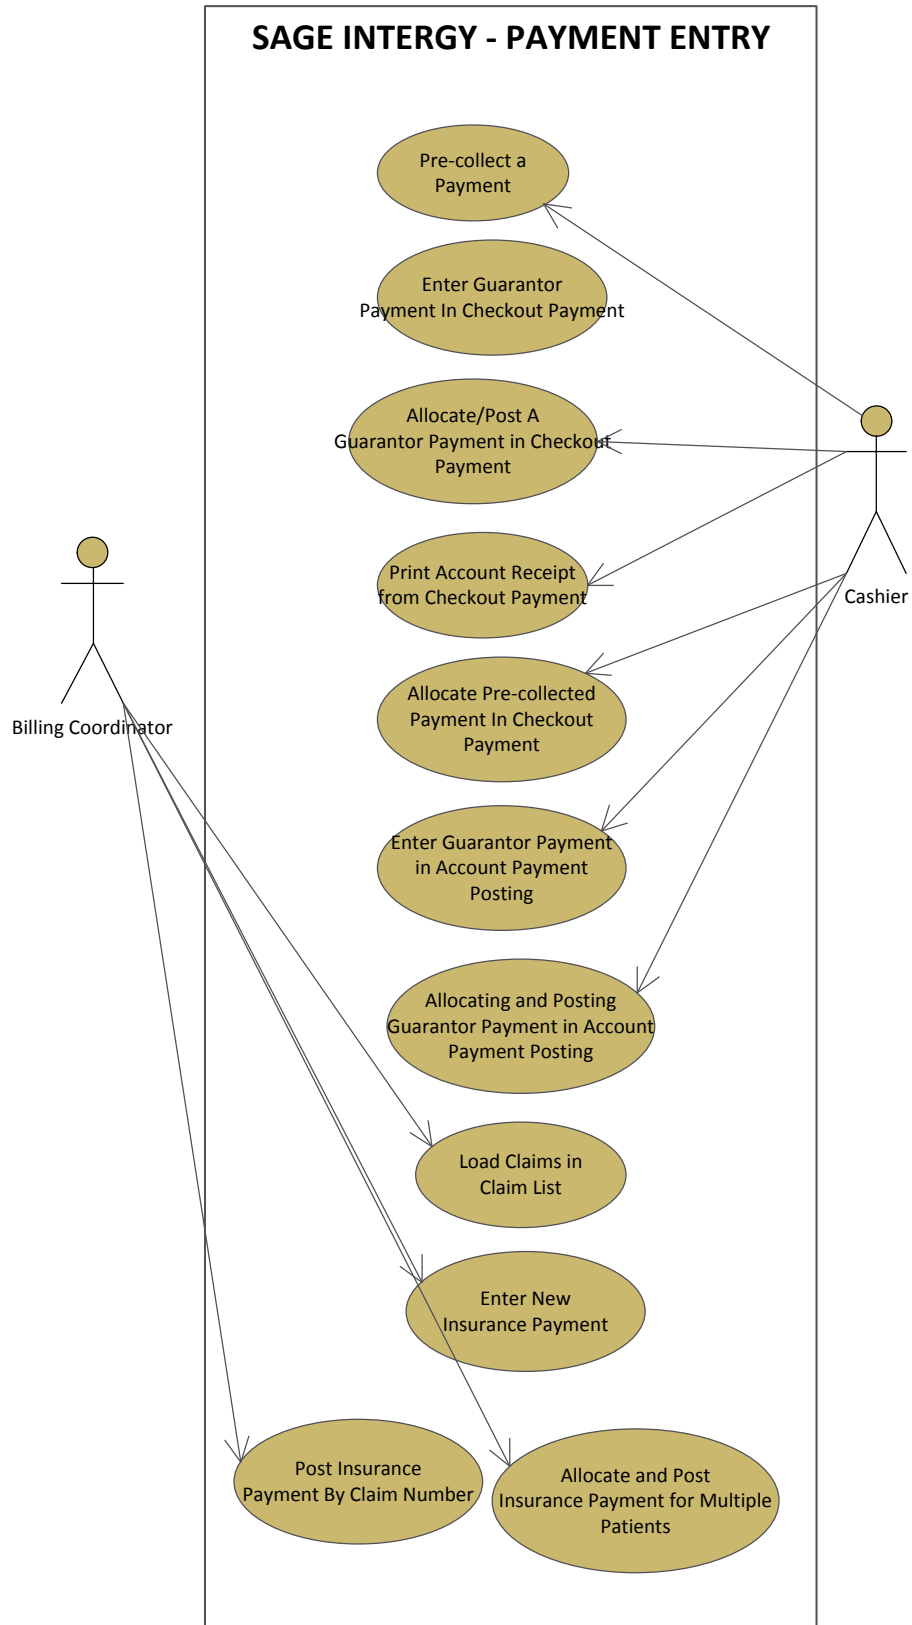 SAGE INTERGY - PAYMENT ENTRY
Pre-collect a
Payment
Enter Guarantor
Payment In Checkout Payment
Allocate/Post A
Guarantor Payment in Checkout
Payment
Print Account Receipt
from Checkout Payment
Cashier
Allocate Pre-collected
Payment In Checkout
Payment
Billing Coordinator
Enter Guarantor Payment
in Account Payment
Posting
Allocating and Posting
Guarantor Payment in Account
Payment Posting
Load Claims in
Claim List
Enter New
Insurance Payment
Post Insurance
Payment By Claim Number
Allocate and Post
Insurance Payment for Multiple
Patients